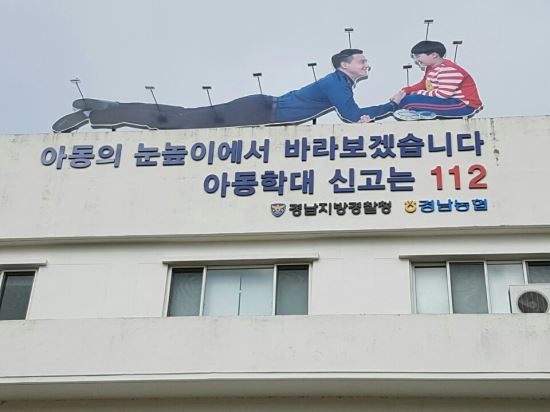 아동의 눈높이에서 바라보겠습니다
아동학대 신고는 112
경남지방경찰청 경남농협